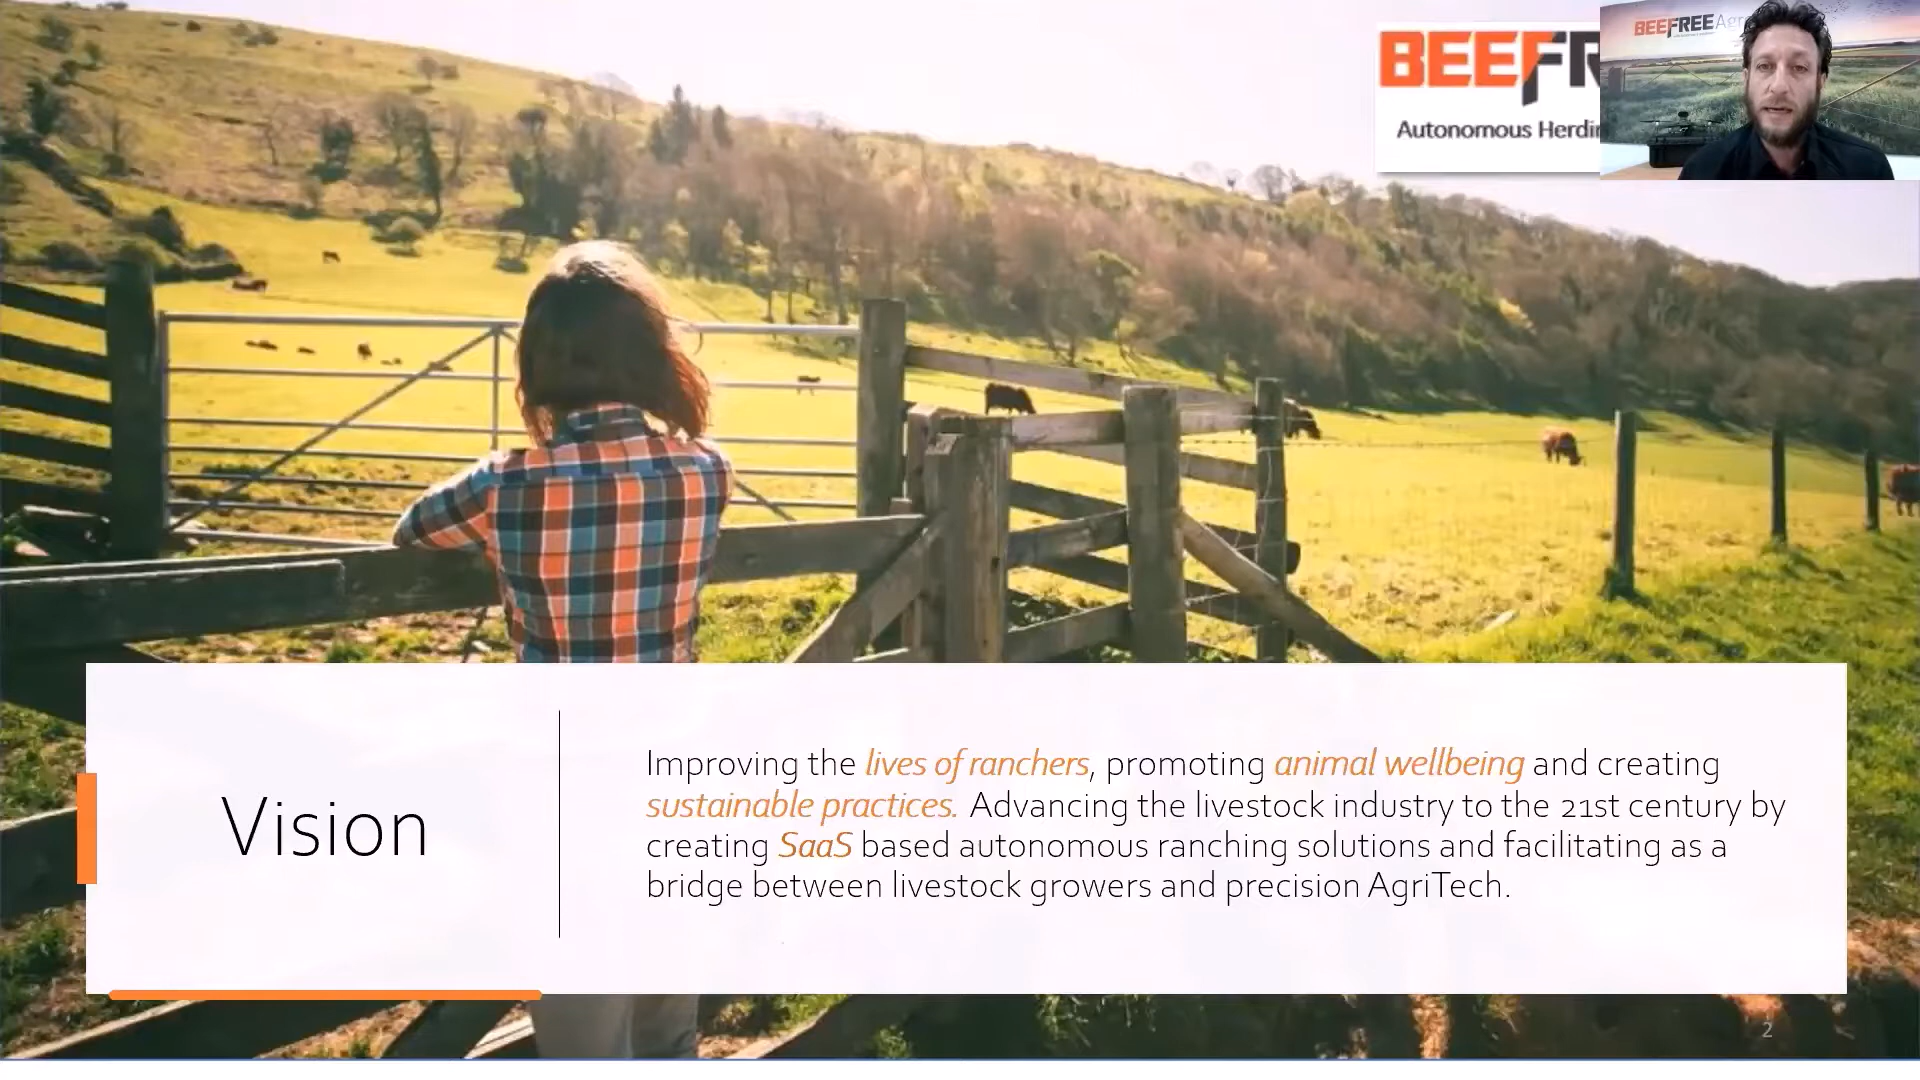 BEEFR
Autonomous Herdi
BEEFREE Agr
Vision
Improving the lives of ranchers, promoting animal wellbeing and creating
sustainable practices. Advancing the livestock industry to the 21st century by
creating SaaS based autonomous ranching solutions and facilitating as a
bridge between livestock growers and precision AgriTech.
2